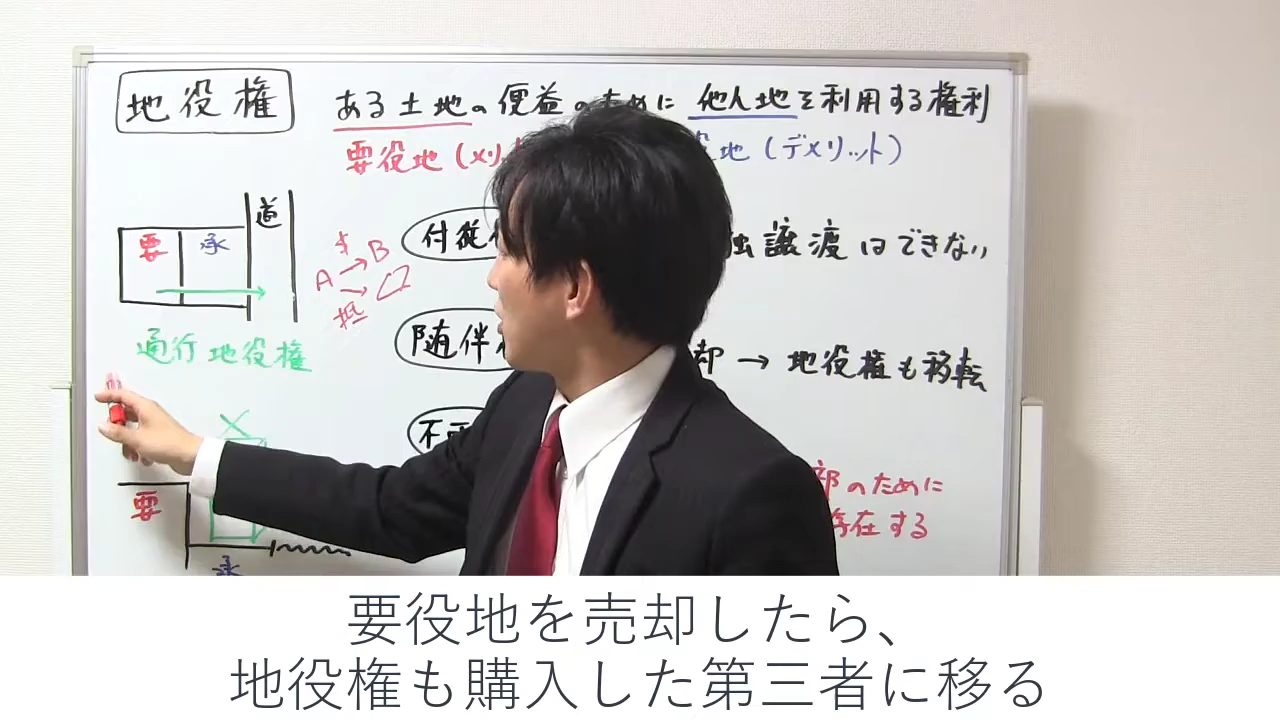 地役権
ある土地の便益のために 他人地を利用する権利
要役地(メリ
役地(デメリット)
道
要 承
A B
抵
通行地役権
付従
独譲渡はできない
随伴
却 → 地役権も移転
不可
要
承
部のために
存在する
要役地を売却したら、
地役権も購入した第三者に移る